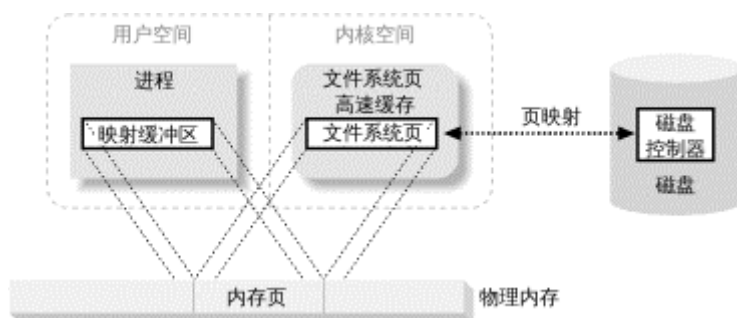 用户空间
内核空间
进程
映射缓冲区
文件系统页
高速缓存
文件系统页
页映射
磁盘
控制器
磁盘
内存页
物理内存